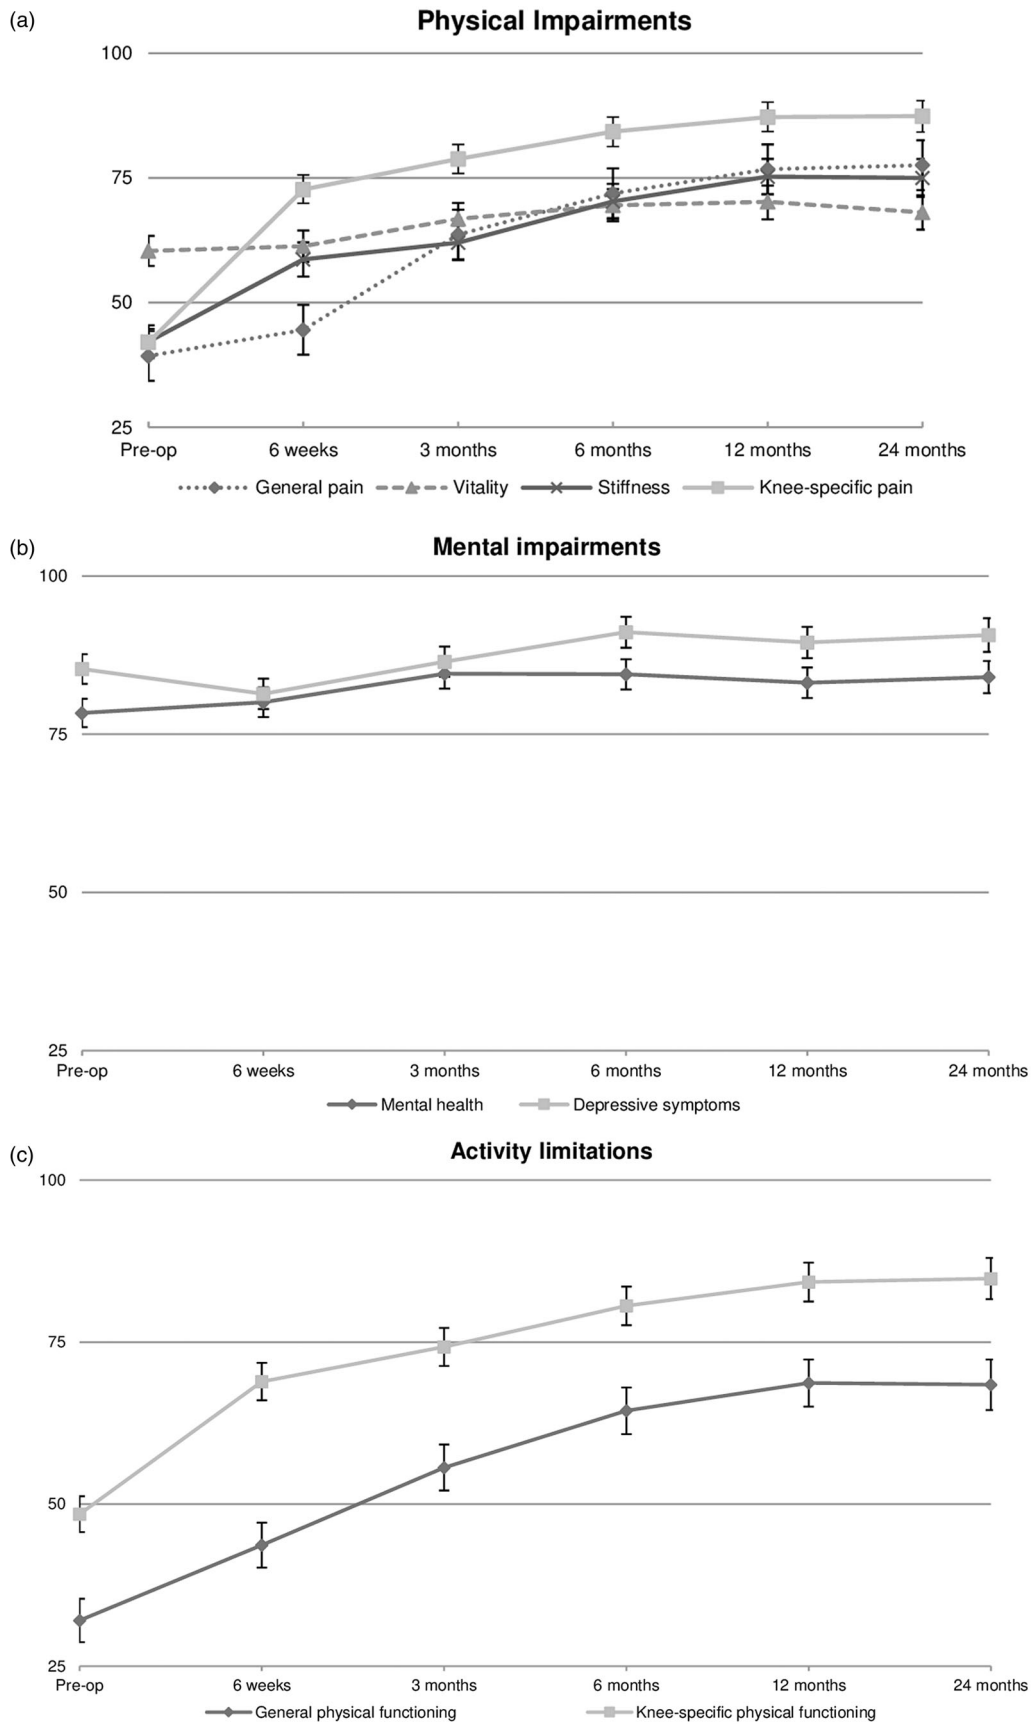 (a)
Physical Impairments
100
75
50
25
Pre-op 6 weeks 3 months 6 months 12 months 24 months
General pain Vitality Stiffness Knee-specific pain
(b)
Mental impairments
100
75
50
25
Pre-op 6 weeks 3 months 6 months 12 months 24 months
Mental health Depressive symptoms
(c)
Activity limitations
100
75
50
25
Pre-op 6 weeks 3 months 6 months 12 months 24 months
General physical functioning Knee-specific physical functioning